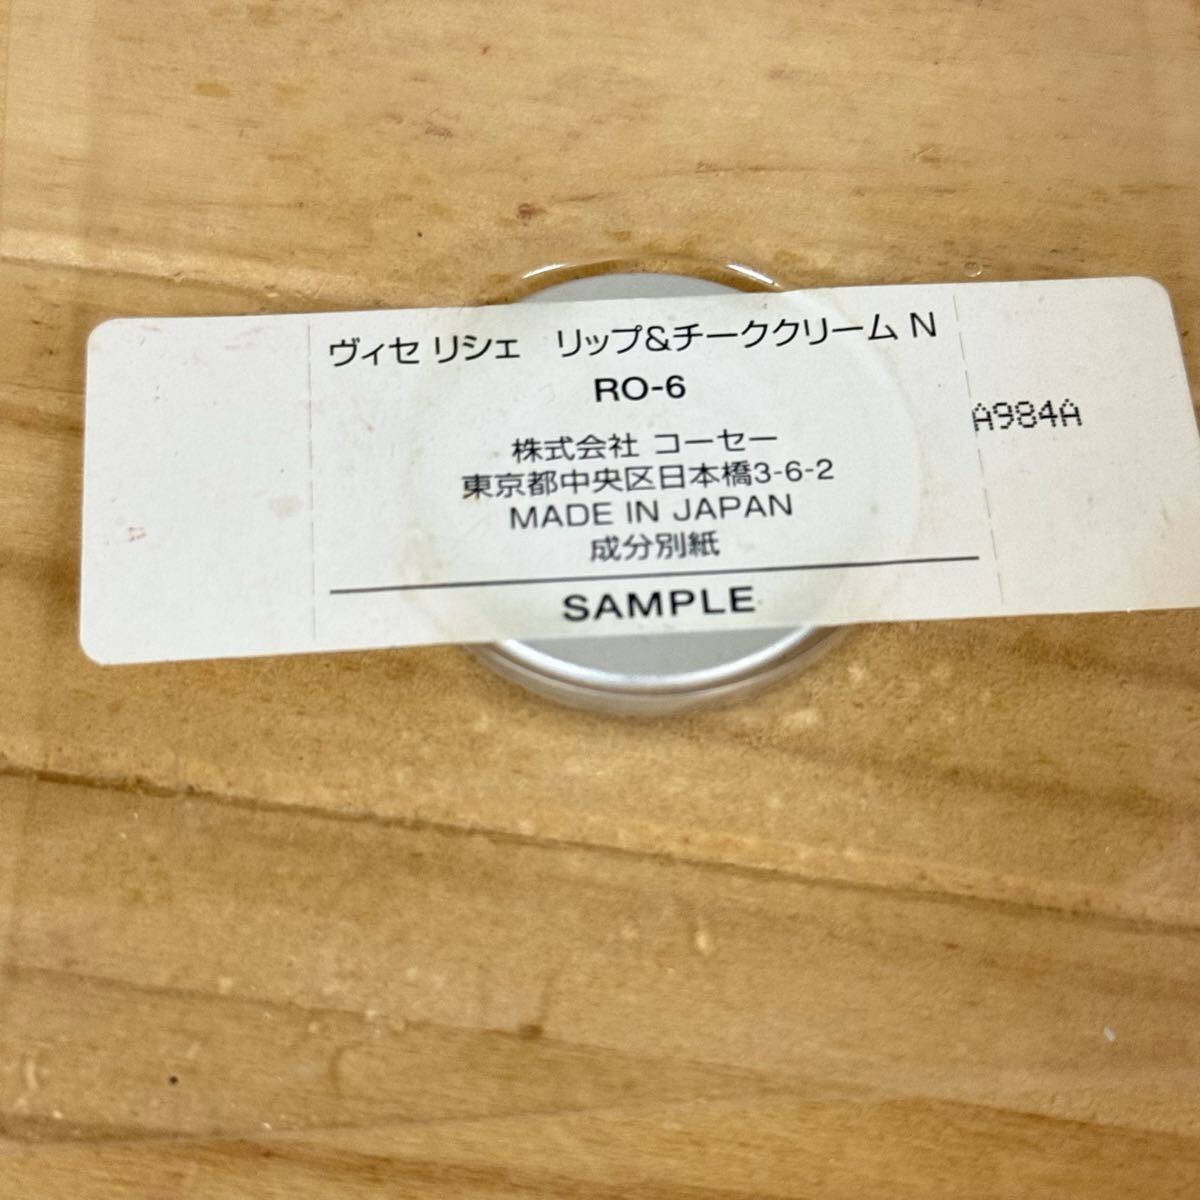 ヴィセ リシェ　リップ&チーククリーム N
RO-6
A984A
株式会社 コーセー
東京都中央区日本橋3-6-2
MADE IN JAPAN
成分別紙
SAMPLE